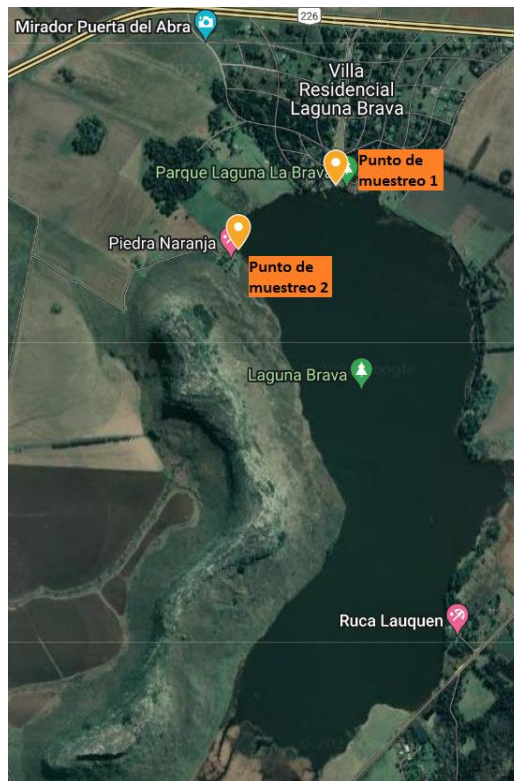 226
Mirador Puerta del Abra
Villa
Residencial
Laguna Brava
Parque Laguna La Brava
Punto de
muestreo 1
Piedra Naranja
Punto de
muestreo 2
Laguna Brava
Ruca Lauquen